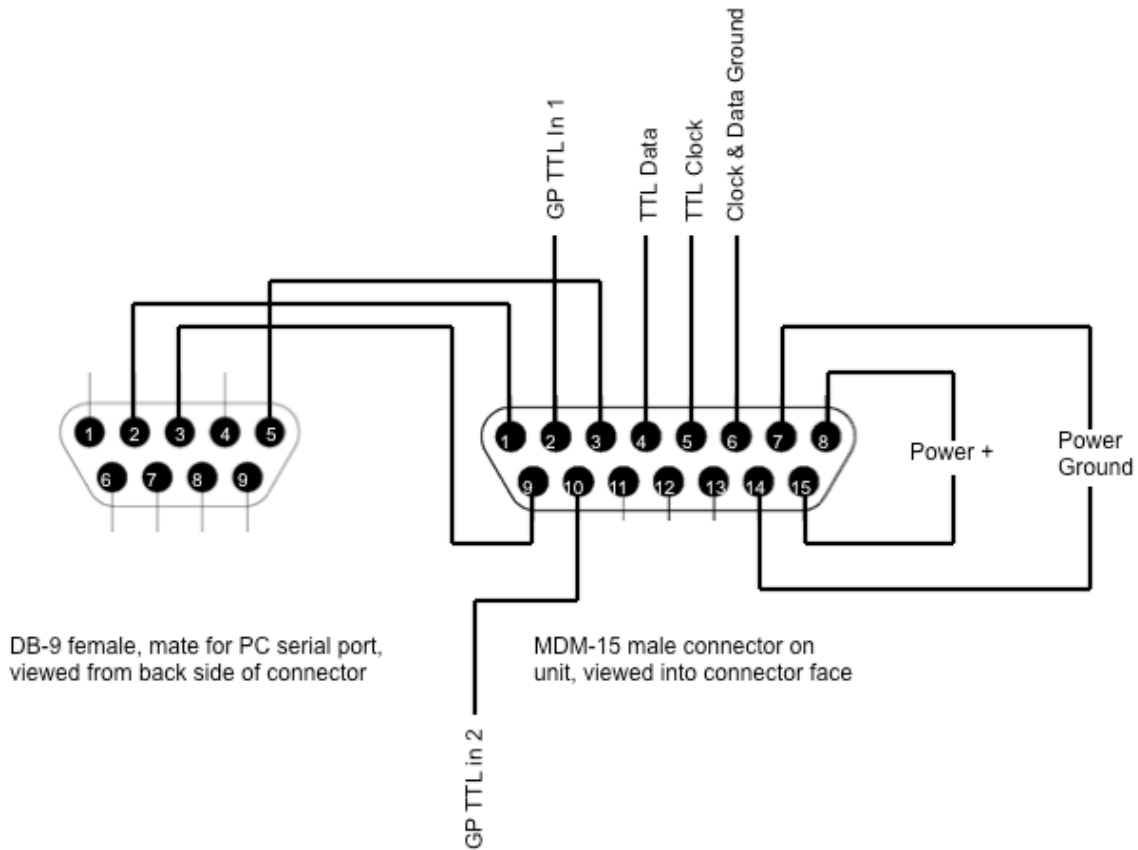 GP TTL In 1
TTL Data
TTL Clock
Clock & Data Ground
1
2
3
4
5
6
7
8
9
1
2
3
4
5
6
7
8
9
10
11
12
13
14
15
Power +
Power
Ground
DB-9 female, mate for PC serial port,
viewed from back side of connector
MDM-15 male connector on
unit, viewed into connector face
GP TTL in 2